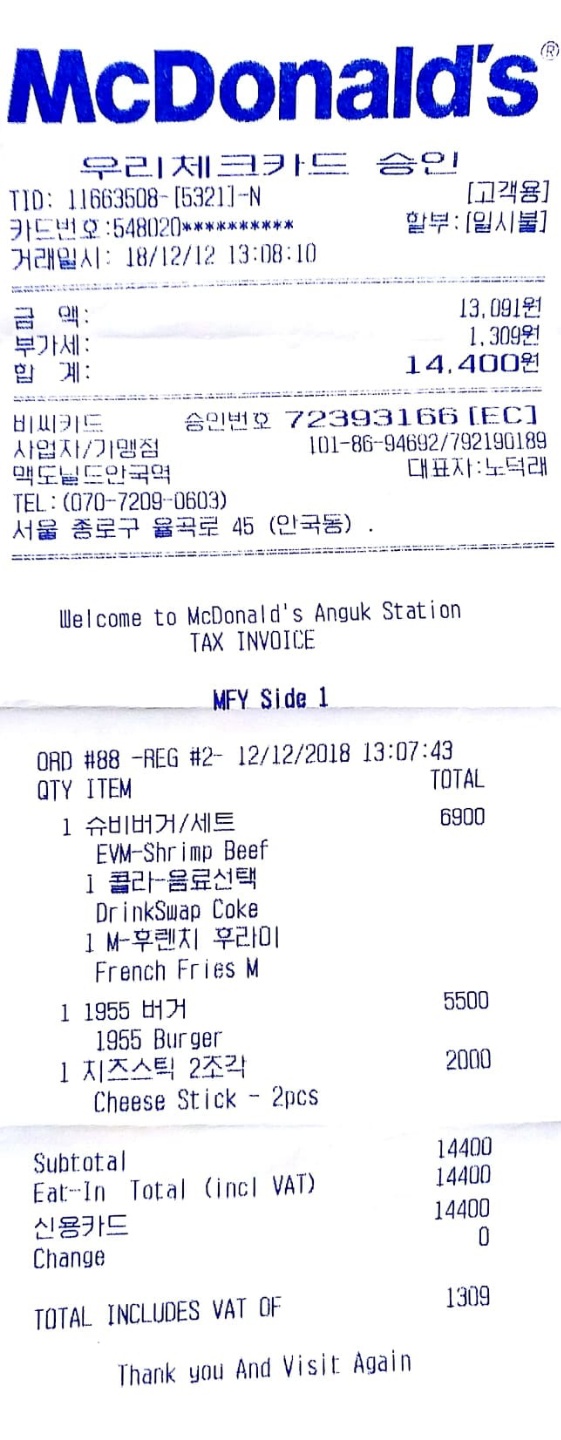 McDonald's®
우리체크카드 승인
TID: 11663508-[5321]-N [고객용]
카드번호:548020********** 할부:[일시불]
거래일시: 18/12/12 13:08:10
금 액: 13,091원
부가세: 1,309원
합 계: 14,400원
비씨카드 승인번호 72393166 [EC]
사업자/가맹점 101-86-94692/792190189
맥도날드안국역 대표자:노덕래
TEL:(070-7209-0603)
서울 종로구 율곡로 45 (안국동) .
Welcome to McDonald's Anguk Station
TAX INVOICE
MFY Side 1
ORD #88 -REG #2- 12/12/2018 13:07:43
QTY ITEM TOTAL
1 슈비버거/세트 6900
EVM-Shrimp Beef
1 콜라-음료선택
DrinkSwap Coke
1 M-후렌치 후라이
French Fries M
1 1955 버거 5500
1955 Burger
1 치즈스틱 2조각 2000
Cheese Stick - 2pcs
Subtotal 14400
Eat-In Total (incl VAT) 14400
신용카드 14400
Change 0
TOTAL INCLUDES VAT OF 1309
Thank you And Visit Again